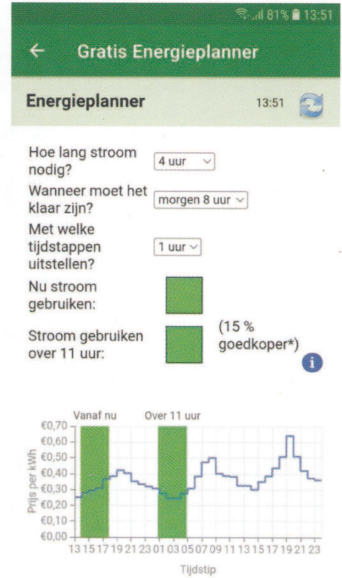 81% 13:51
Gratis Energieplanner
Energieplanner 13:51
Hoe lang stroom nodig?
4 uur
Wanneer moet het klaar zijn?
morgen 8 uur
Met welke tijdstappen uitstellen?
1 uur
Nu stroom gebruiken:
Stroom gebruiken over 11 uur:
(15 % goedkoper*)
i
Vanaf nu Over 11 uur
Prijs per kWh
€0,70
€0,60
€0,50
€0,40
€0,30
€0,20
€0,10
€0,00
13 15 17 19 21 23 01 03 05 07 09 11 13 15 17 19 21 23
Tijdstip